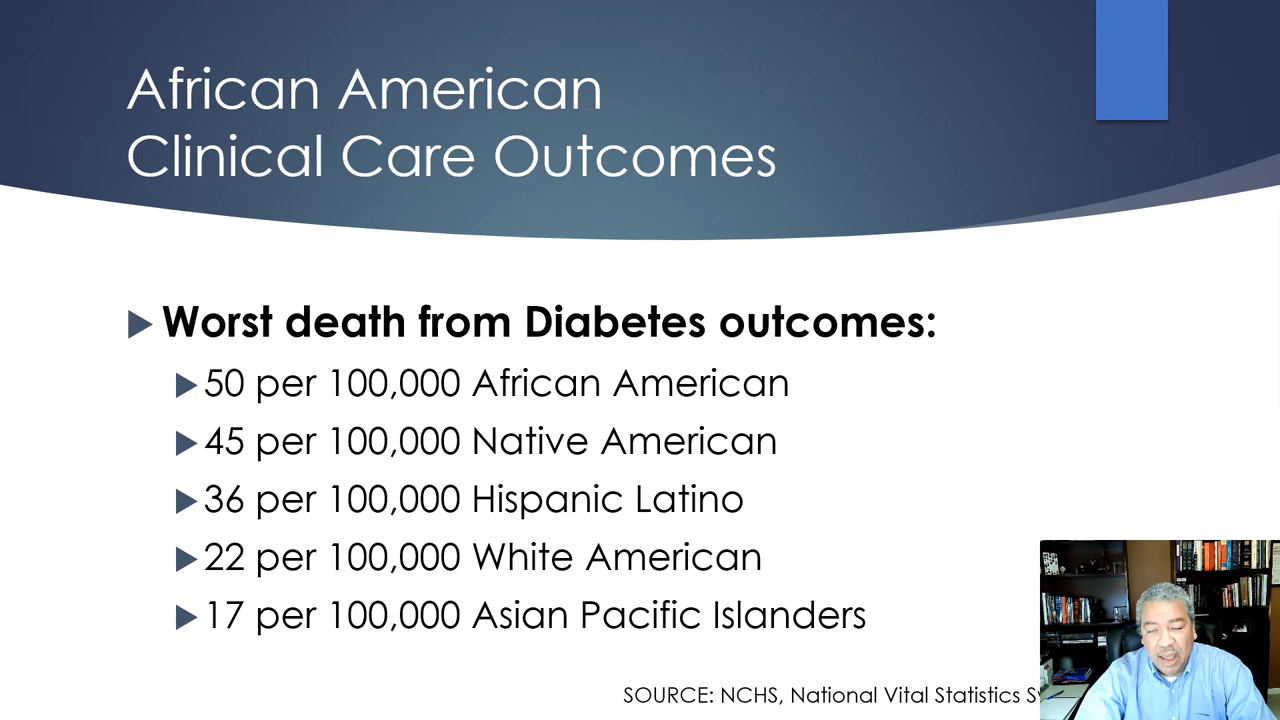 African American
Clinical Care Outcomes
Worst death from Diabetes outcomes:
50 per 100,000 African American
45 per 100,000 Native American
36 per 100,000 Hispanic Latino
22 per 100,000 White American
17 per 100,000 Asian Pacific Islanders
SOURCE: NCHS, National Vital Statistics